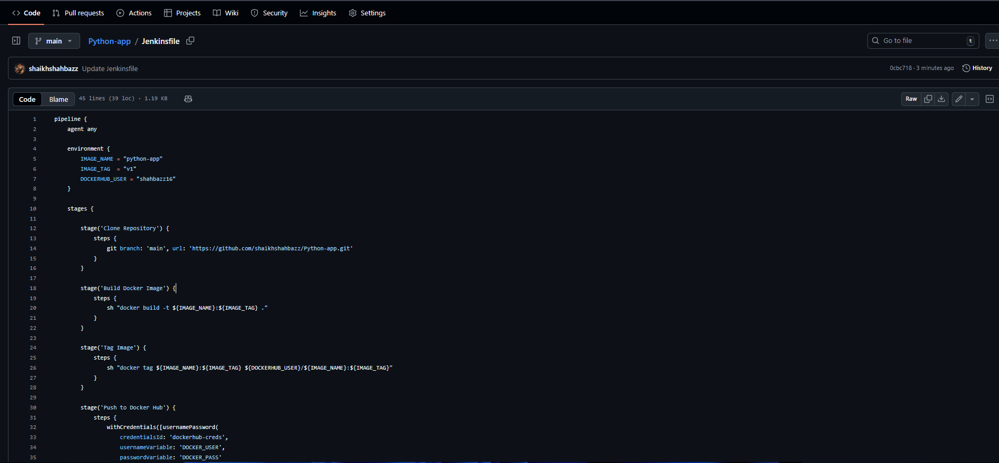 Code Pull requests Actions Projects Wiki Security Insights Settings
main Python-app / Jenkinsfile Go to file t
shaikhshahbazz Update Jenkinsfile 0cbc718 · 3 minutes ago History
Code Blame 45 lines (39 loc) · 1.19 KB Raw
1 pipeline {
2 agent any
3
4 environment {
5 IMAGE_NAME = "python-app"
6 IMAGE_TAG  = "v1"
7 DOCKERHUB_USER = "shahbazz16"
8 }
9
10 stages {
11
12 stage('Clone Repository') {
13 steps {
14 git branch: 'main', url: 'https://github.com/shaikhshahbazz/Python-app.git'
15 }
16 }
17
18 stage('Build Docker Image') {
19 steps {
20 sh "docker build -t ${IMAGE_NAME}:${IMAGE_TAG} ."
21 }
22 }
23
24 stage('Tag Image') {
25 steps {
26 sh "docker tag ${IMAGE_NAME}:${IMAGE_TAG} ${DOCKERHUB_USER}/${IMAGE_NAME}:${IMAGE_TAG}"
27 }
28 }
29
30 stage('Push to Docker Hub') {
31 steps {
32 withCredentials([usernamePassword(
33 credentialsId: 'dockerhub-creds',
34 usernameVariable: 'DOCKER_USER',
35 passwordVariable: 'DOCKER_PASS'